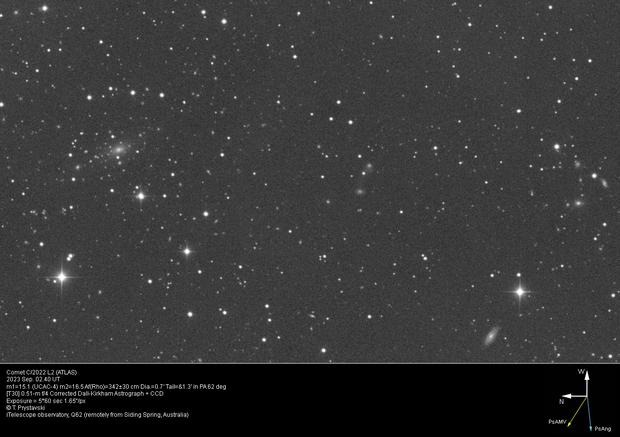 Comet C/2022 L2 (ATLAS)
2023 Sep. 02.40 UT
m1=15.1 (UCAC-4) m2=16.5 Af(Rho)=342±30 cm Dia.=0.7' Tail=&1.3' in PA 62 deg
[T30] 0.51-m f/4 Corrected Dall-Kirkham Astrograph + CCD
Exposure = 5*60 sec 1.65"/px
© T. Prystavski
iTelescope observatory, Q62 (remotely from Siding Spring, Australia)
W
N
PsAMV
PsAng